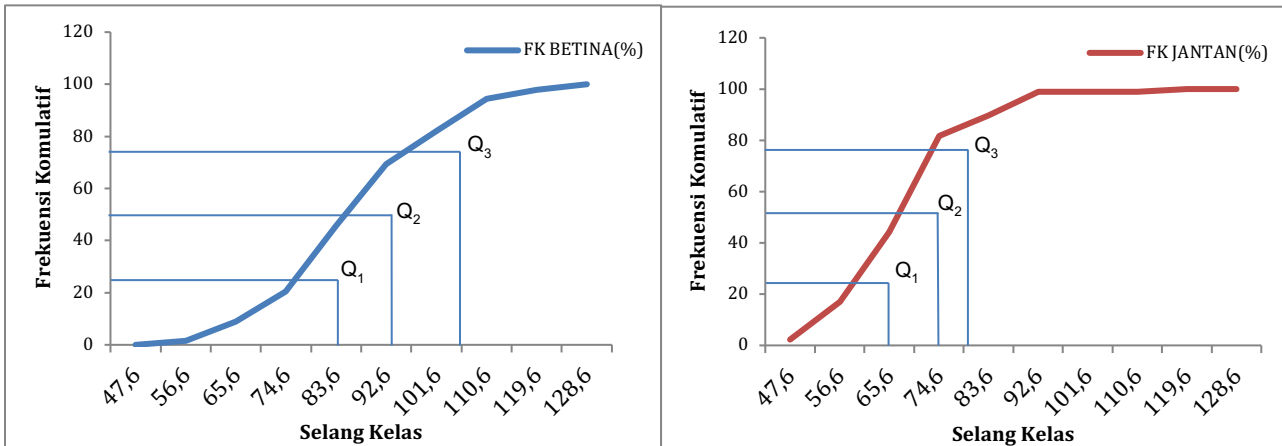 120
100
80
60
40
20
0
Frekuensi Komulatif
FK BETINA(%)
Q3
Q2
Q1
47,6 56,6 65,6 74,6 83,6 92,6 101,6 110,6 119,6 128,6
Selang Kelas
120
100
80
60
40
20
0
Frekuensi Komulatif
FK JANTAN(%)
Q3
Q2
Q1
47,6 56,6 65,6 74,6 83,6 92,6 101,6 110,6 119,6 128,6
Selang Kelas